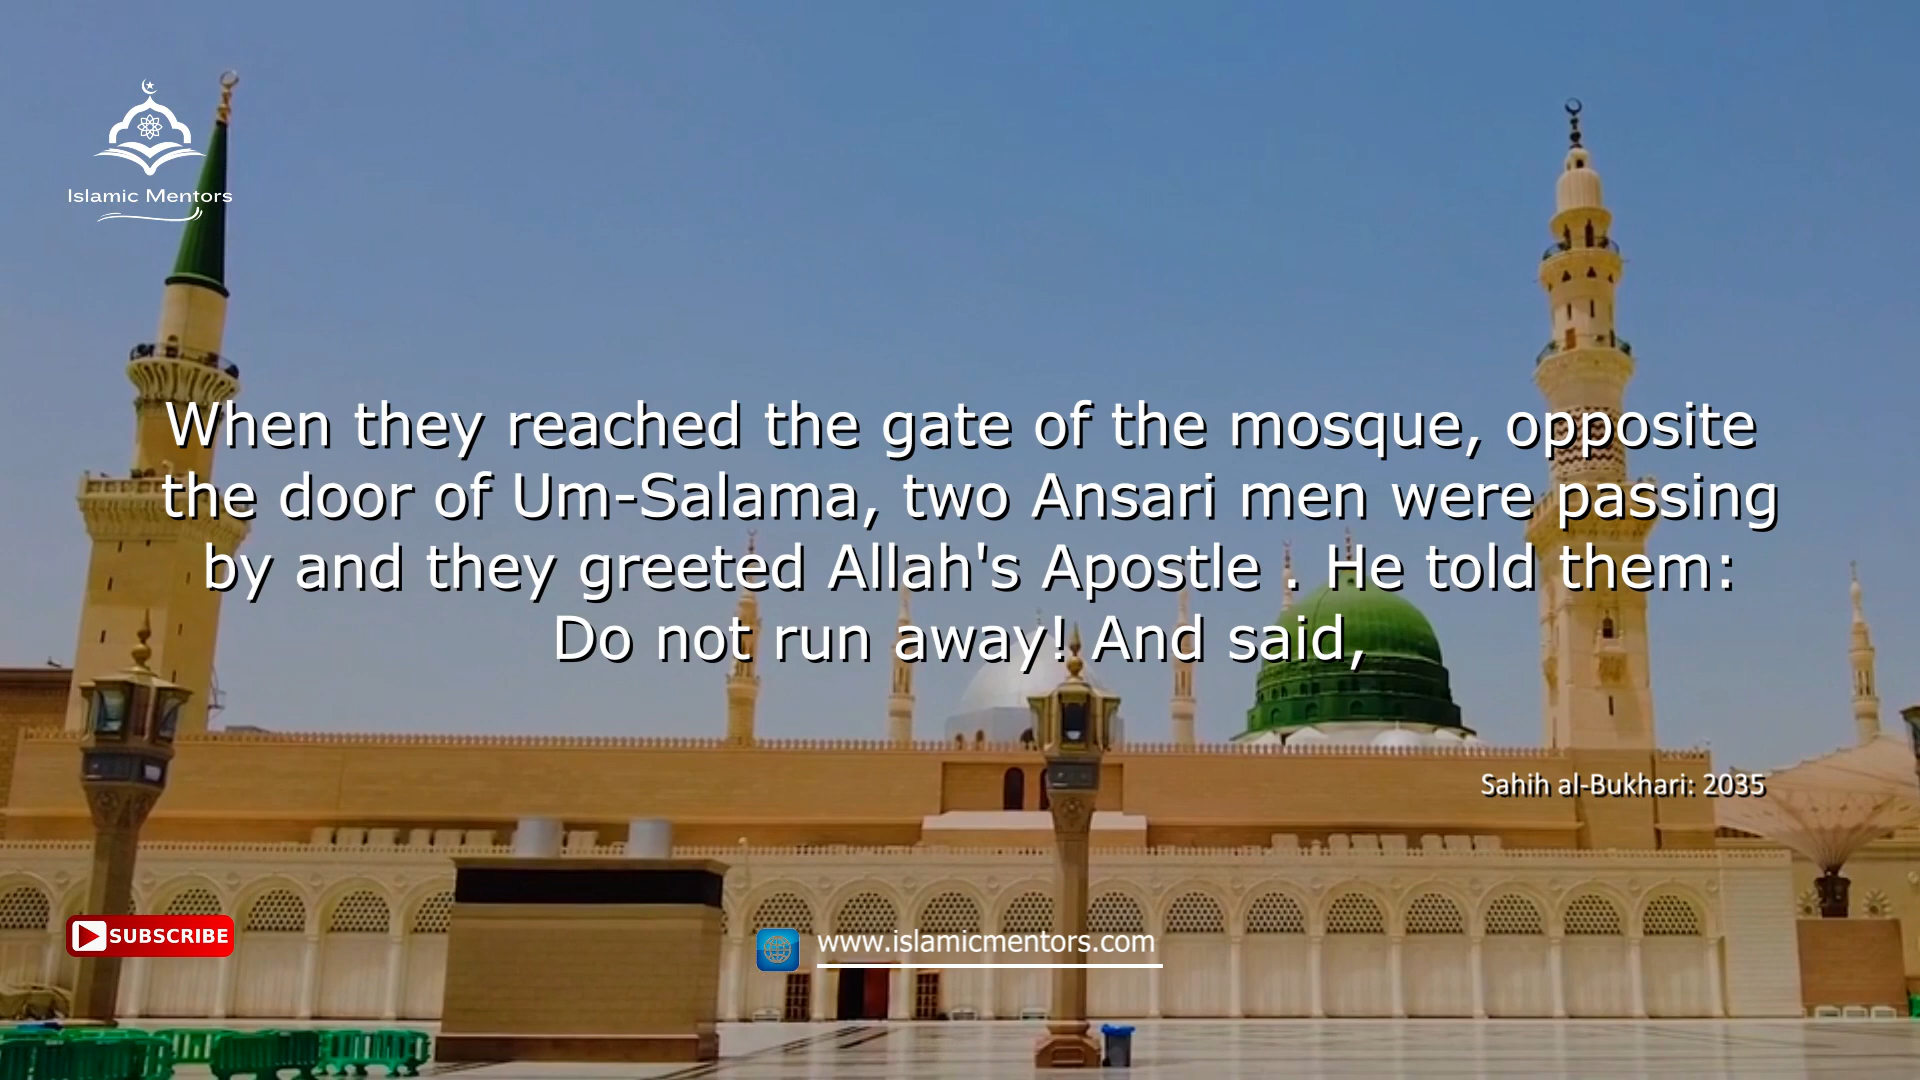 Islamic Mentors
When they reached the gate of the mosque, opposite
the door of Um-Salama, two Ansari men were passing
by and they greeted Allah's Apostle . He told them:
Do not run away! And said,
Sahih al-Bukhari: 2035
SUBSCRIBE
www.islamicmentors.com